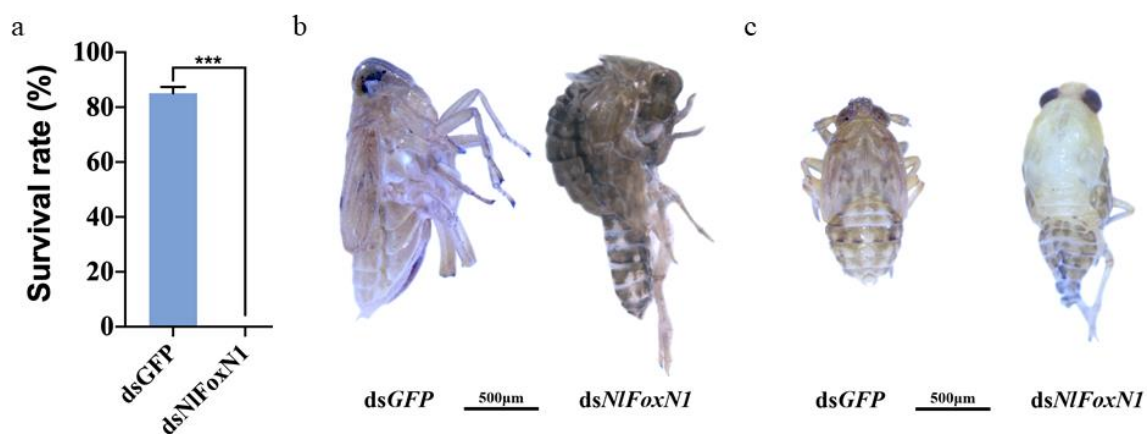 a
b
c
100
80
60
40
20
0
Survival rate (%)
***
dsGFP
dsNlFoxN1
dsGFP 500μm dsNlFoxN1
dsGFP 500μm dsNlFoxN1